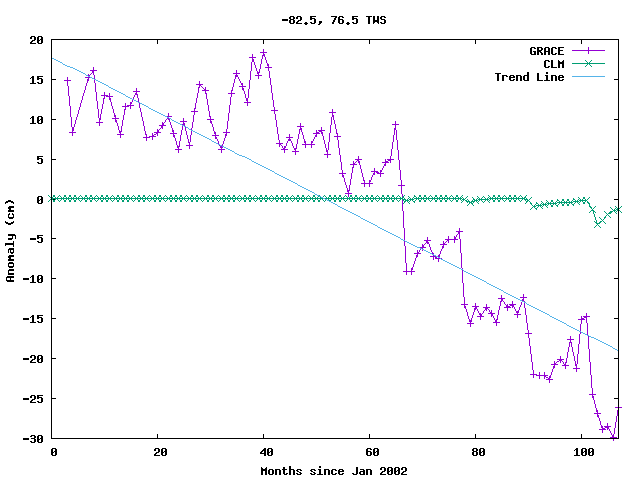 -82.5, 76.5 TWS
GRACE
CLM
Trend Line
20
15
10
5
0
-5
-10
-15
-20
-25
-30
Anomaly (cm)
0 20 40 60 80 100
Months since Jan 2002